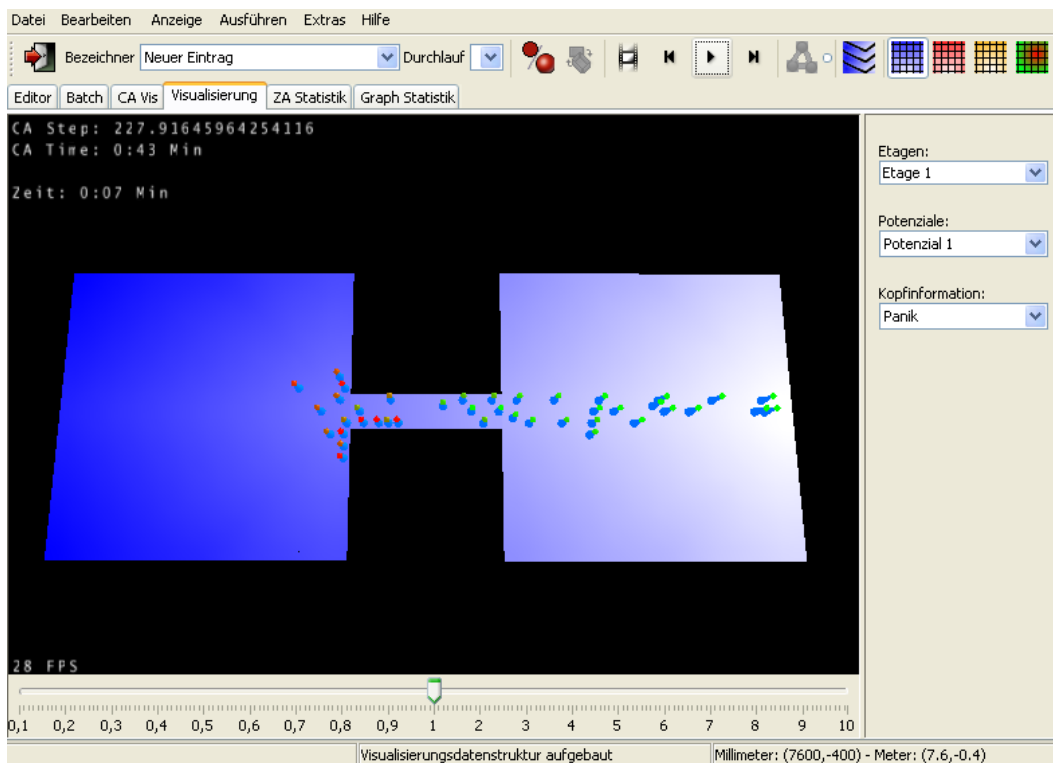 Datei Bearbeiten Anzeige Ausführen Extras Hilfe
Bezeichner Neuer Eintrag Durchlauf
Editor Batch CA Vis Visualisierung ZA Statistik Graph Statistik
CA Step: 227.91645964254116
CA Time: 0:43 Min
Zeit: 0:07 Min
Etagen:
Etage 1
Potenziale:
Potenzial 1
Kopfinformation:
Panik
28 FPS
0,1 0,2 0,3 0,4 0,5 0,6 0,7 0,8 0,9 1 2 3 4 5 6 7 8 9 10
Visualisierungsdatenstruktur aufgebaut Millimeter: (7600,-400) - Meter: (7.6,-0.4)